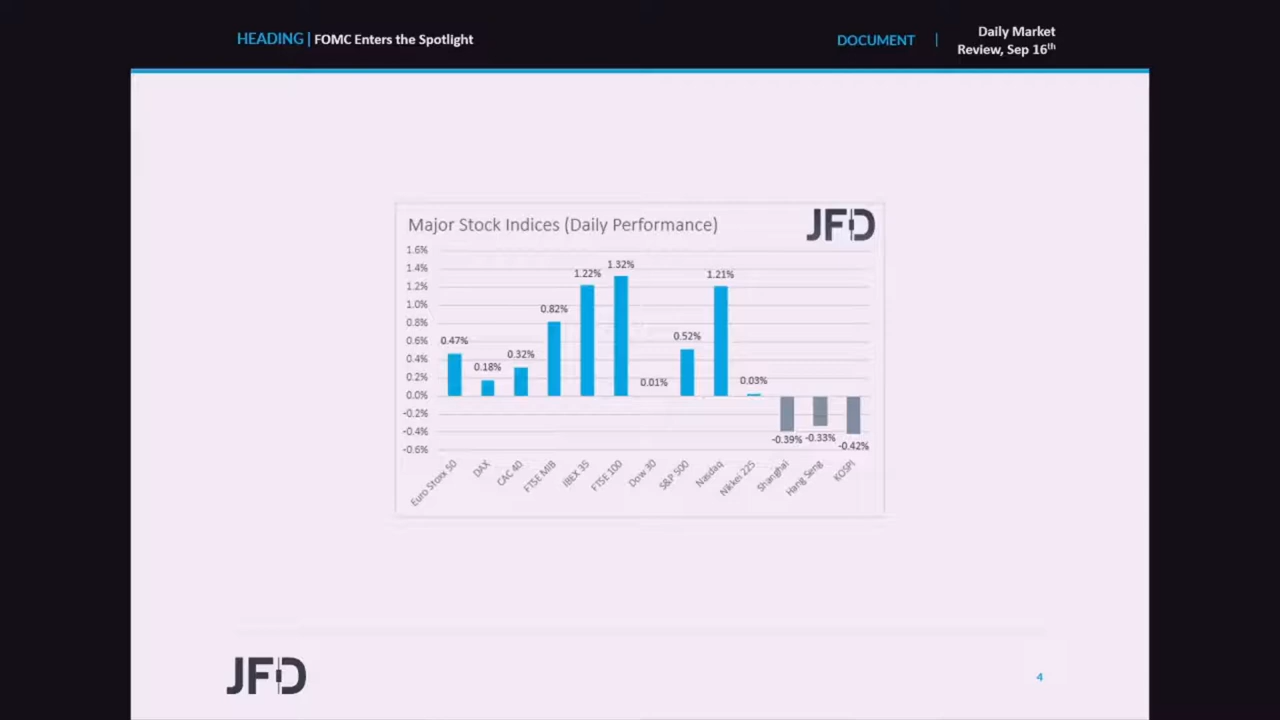 HEADING | FOMC Enters the Spotlight
DOCUMENT |
Daily Market
Review, Sep 16th
Major Stock Indices (Daily Performance)
JFD
1.6%
1.4%
1.2%
1.0%
0.8%
0.6%
0.4%
0.2%
0.0%
-0.2%
-0.4%
-0.6%
0.47%
0.18%
0.32%
0.82%
1.22%
1.32%
0.01%
0.52%
1.21%
0.03%
-0.39%
-0.33%
-0.42%
Euro Stoxx 50
DAX
CAC 40
FTSE MIB
IBEX 35
FTSE 100
Dow 30
S&P 500
Nasdaq
Nikkei 225
Shanghai
Hang Seng
KOSPI
JFD
4